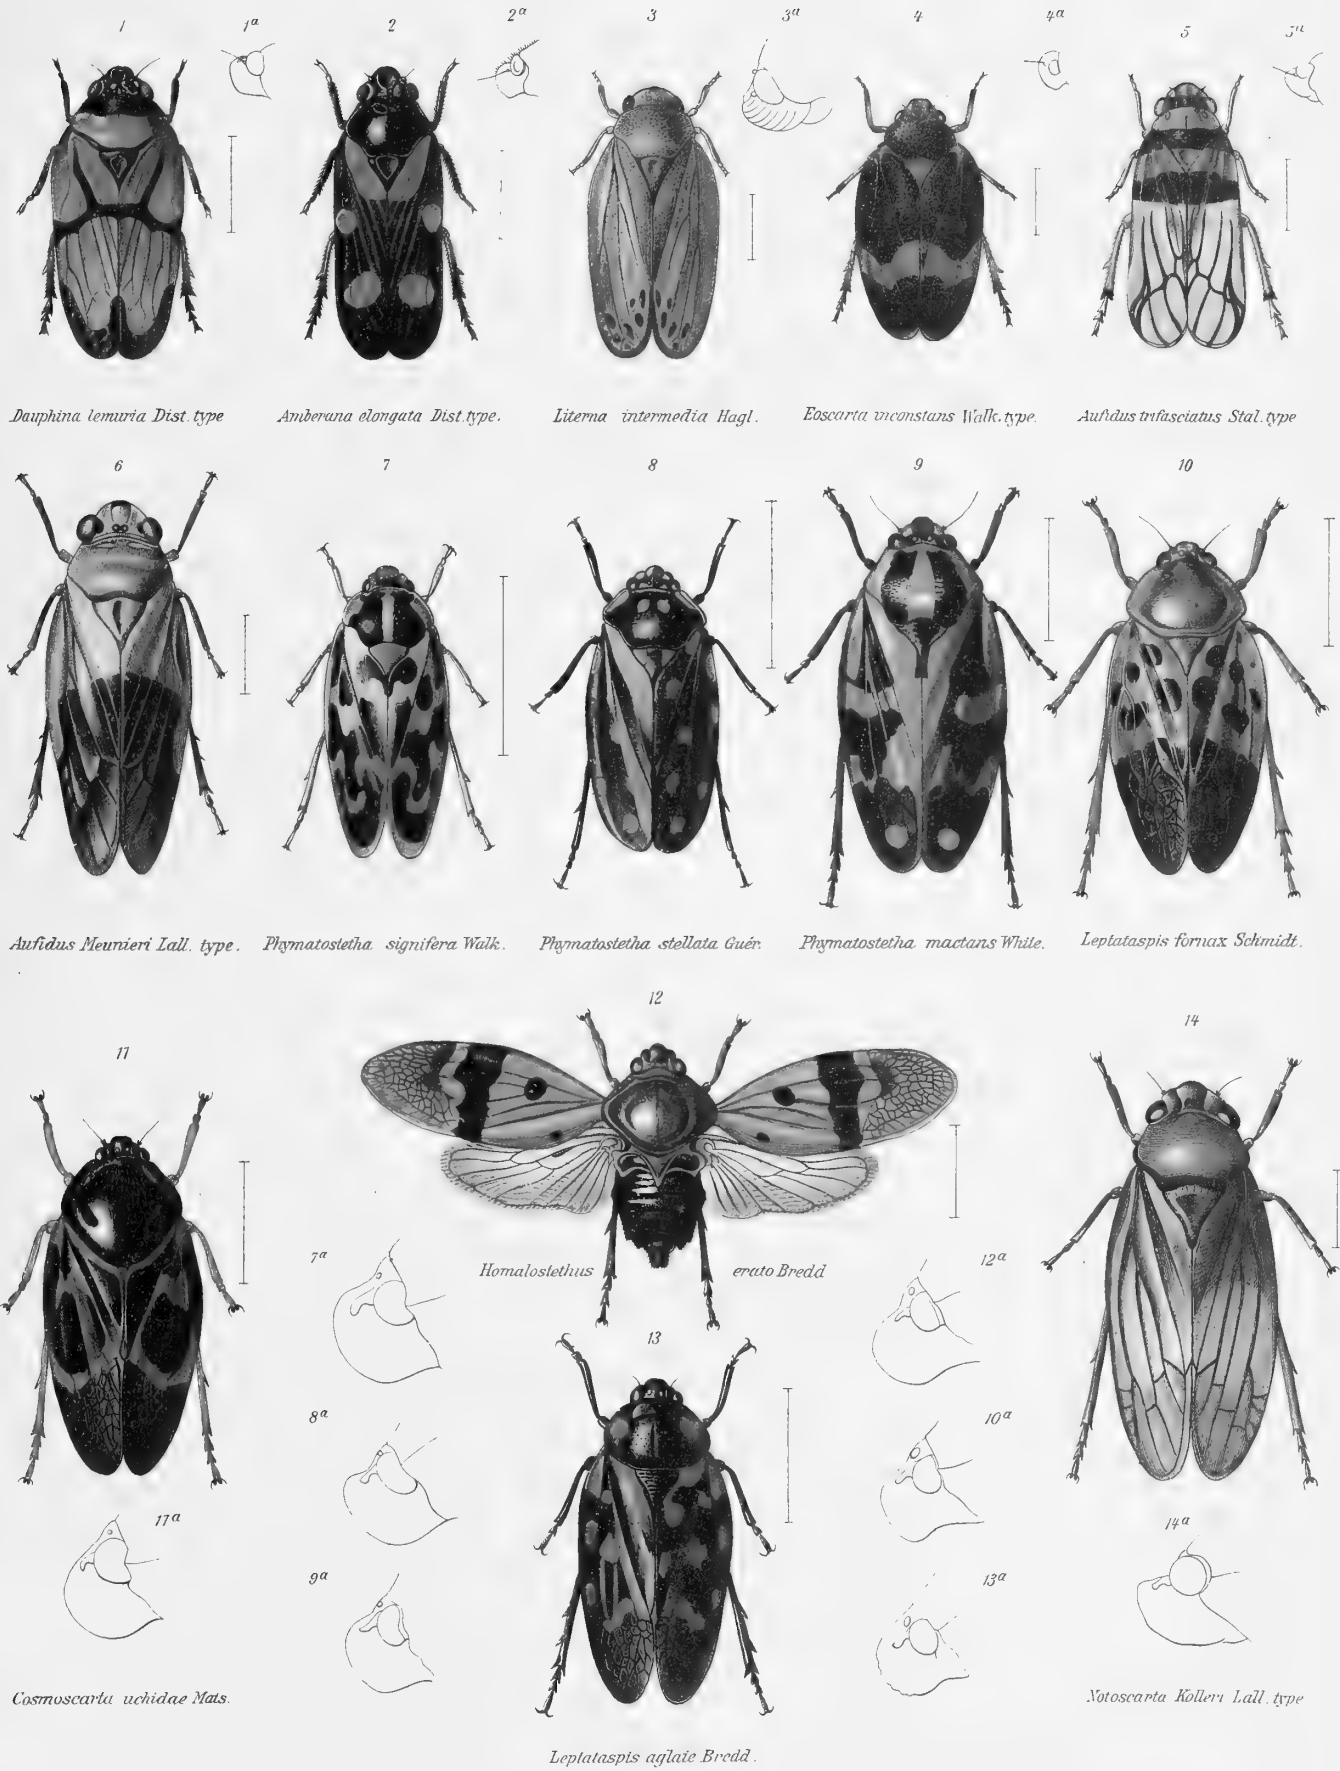 1
1a
2
2a
3
3a
4
4a
5
5a
Dauphina lemuria Dist. type
Amberana elongata Dist. type.
Literna intermedia Hagl.
Eoscarta inconstans Walk. type.
Aufidus trifasciatus Stal. type
6
7
8
9
10
Aufidus Meunieri Lall. type.
Phymatostetha signifera Walk.
Phymatostetha stellata Guér.
Phymatostetha mactans White.
Leptataspis fornax Schmidt.
11
12
14
7a
Homalostethus erato Bredd
12a
13
8a
10a
11a
14a
9a
13a
Cosmoscarta uchidae Mats.
Notoscarta Kolleri Lall. type
Leptataspis aglaie Bredd.